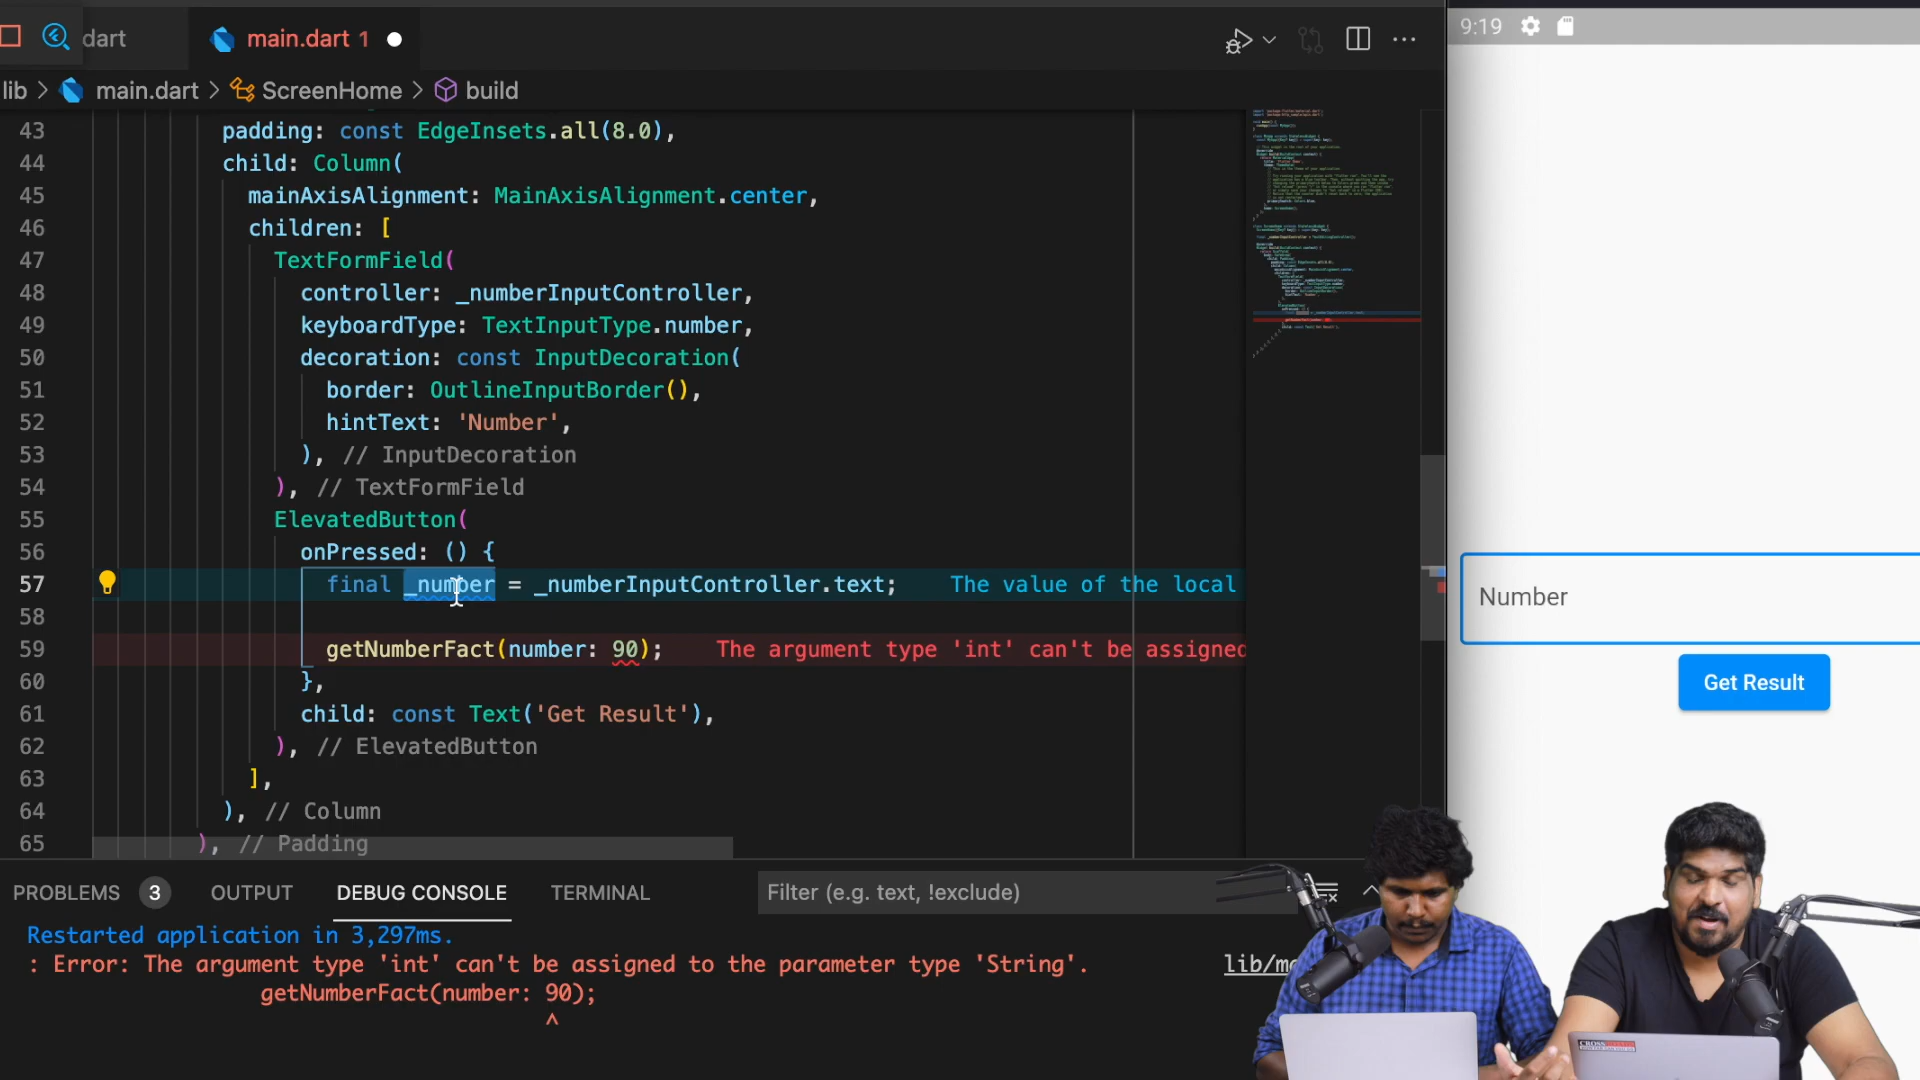 dart
main.dart 1
9:19
lib > main.dart > ScreenHome > build
43 padding: const EdgeInsets.all(8.0),
44 child: Column(
45 mainAxisAlignment: MainAxisAlignment.center,
46 children: [
47 TextFormField(
48 controller: _numberInputController,
49 keyboardType: TextInputType.number,
50 decoration: const InputDecoration(
51 border: OutlineInputBorder(),
52 hintText: 'Number',
53 ), // InputDecoration
54 ), // TextFormField
55 ElevatedButton(
56 onPressed: () {
57 final _number = _numberInputController.text; The value of the local
58
59 getNumberFact(number: 90); The argument type 'int' can't be assigned
60 },
61 child: const Text('Get Result'),
62 ), // ElevatedButton
63 ],
64 ), // Column
65 ), // Padding
Number
Get Result
PROBLEMS 3 OUTPUT DEBUG CONSOLE TERMINAL Filter (e.g. text, !exclude)
Restarted application in 3,297ms.
: Error: The argument type 'int' can't be assigned to the parameter type 'String'. 
getNumberFact(number: 90);
^